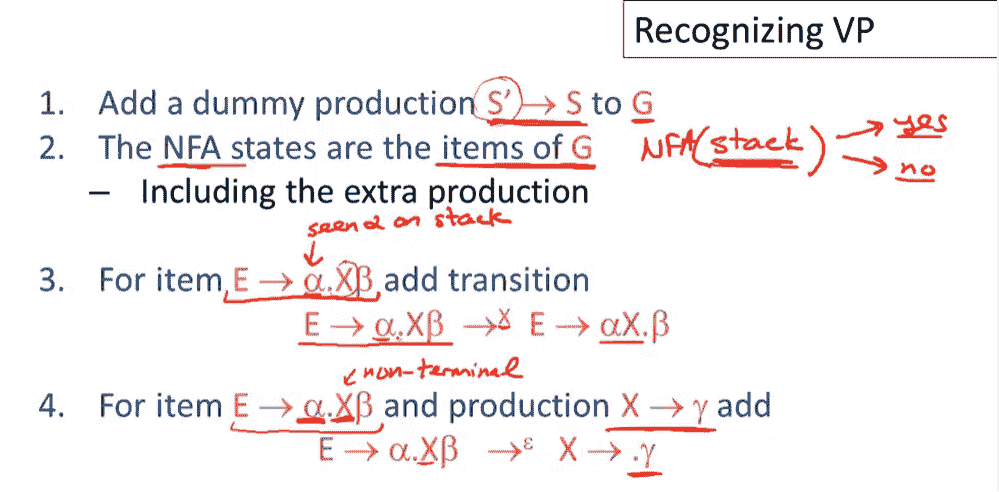 Recognizing VP
1. Add a dummy production S’ → S to G
2. The NFA states are the items of G
NFA(stack) → yes
→ no
– Including the extra production
seen & on stack
3. For item E → α.Xβ add transition
E → α.Xβ →ˣ E → αX.β
non-terminal
4. For item E → α.Xβ and production X → γ add
E → α.Xβ →ᵋ X → .γ